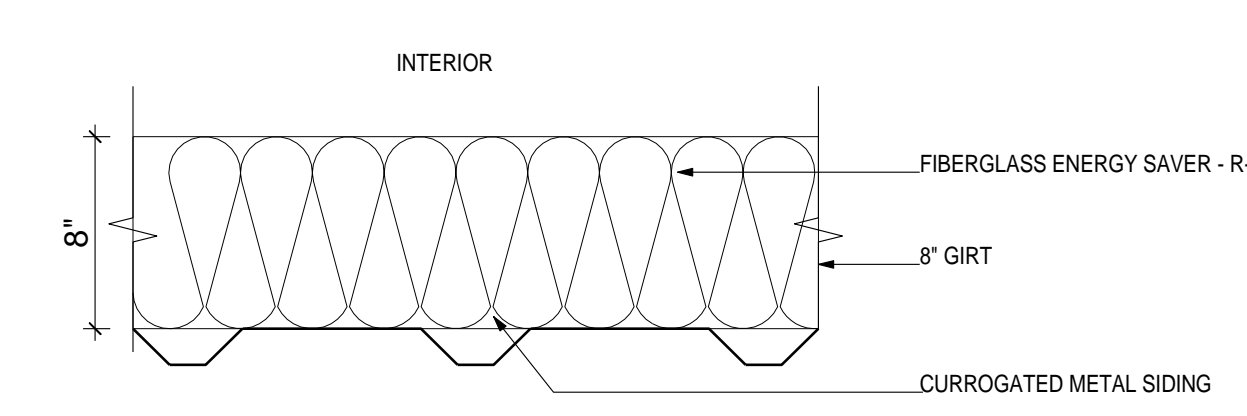 INTERIOR
FIBERGLASS ENERGY SAVER - R-
8"
8" GIRT
CURROGATED METAL SIDING